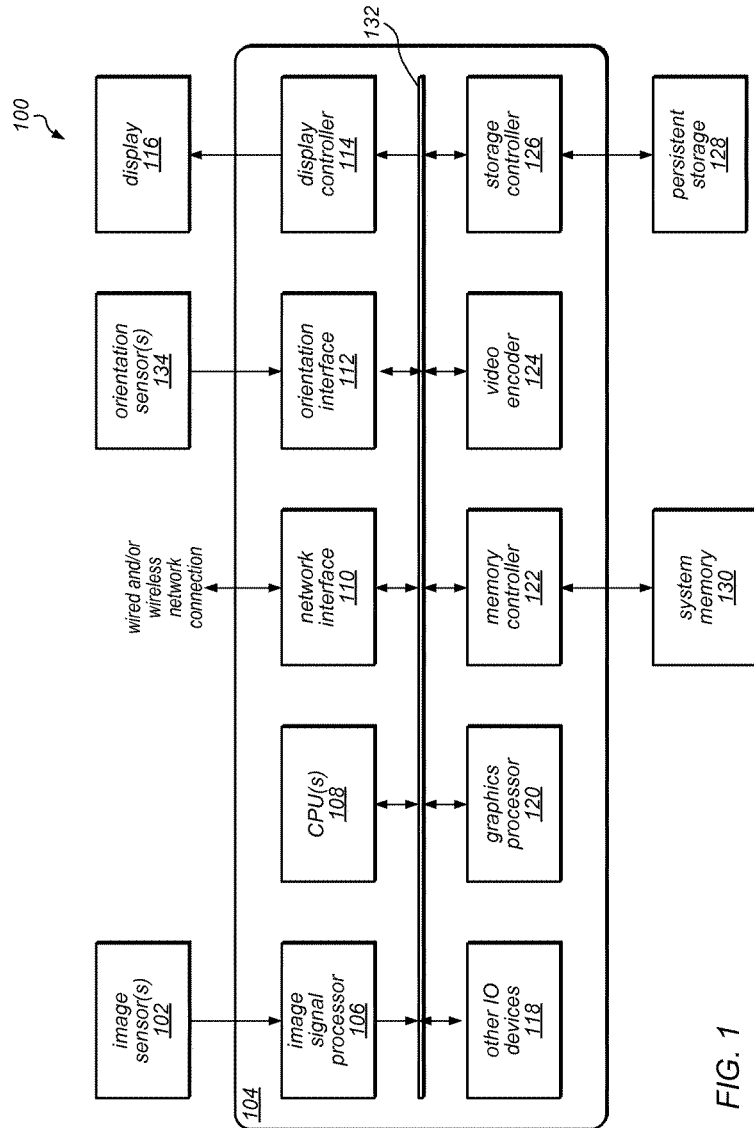 100
image
sensor(s)
102
wired and/or
wireless
network
connection
orientation
sensor(s)
134
display
116
104
image
signal
processor
106
CPU(s)
108
network
interface
110
orientation
interface
112
display
controller
114
132
other IO
devices
118
graphics
processor
120
memory
controller
122
video
encoder
124
storage
controller
126
system
memory
130
persistent
storage
128
FIG. 1